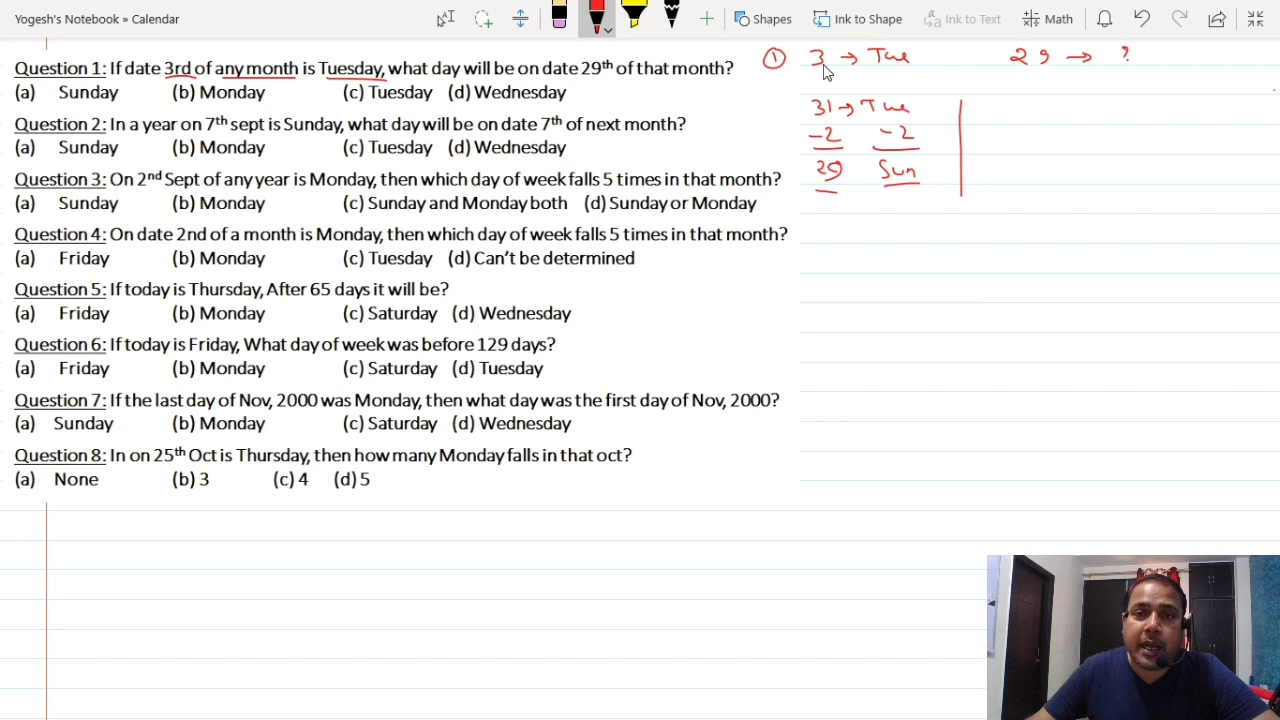 Yogesh's Notebook » Calendar
Shapes
Ink to Shape
Ink to Text
Math
Question 1: If date 3rd of any month is Tuesday, what day will be on date 29th of that month?
(a) Sunday (b) Monday (c) Tuesday (d) Wednesday
Question 2: In a year on 7th sept is Sunday, what day will be on date 7th of next month?
(a) Sunday (b) Monday (c) Tuesday (d) Wednesday
Question 3: On 2nd Sept of any year is Monday, then which day of week falls 5 times in that month?
(a) Sunday (b) Monday (c) Sunday and Monday both (d) Sunday or Monday
Question 4: On date 2nd of a month is Monday, then which day of week falls 5 times in that month?
(a) Friday (b) Monday (c) Tuesday (d) Can't be determined
Question 5: If today is Thursday, After 65 days it will be?
(a) Friday (b) Monday (c) Saturday (d) Wednesday
Question 6: If today is Friday, What day of week was before 129 days?
(a) Friday (b) Monday (c) Saturday (d) Tuesday
Question 7: If the last day of Nov, 2000 was Monday, then what day was the first day of Nov, 2000?
(a) Sunday (b) Monday (c) Saturday (d) Wednesday
Question 8: In on 25th Oct is Thursday, then how many Monday falls in that oct?
(a) None (b) 3 (c) 4 (d) 5
① 3 → Tue 29 → ?
31 → Tue
-2 -2
29 Sun